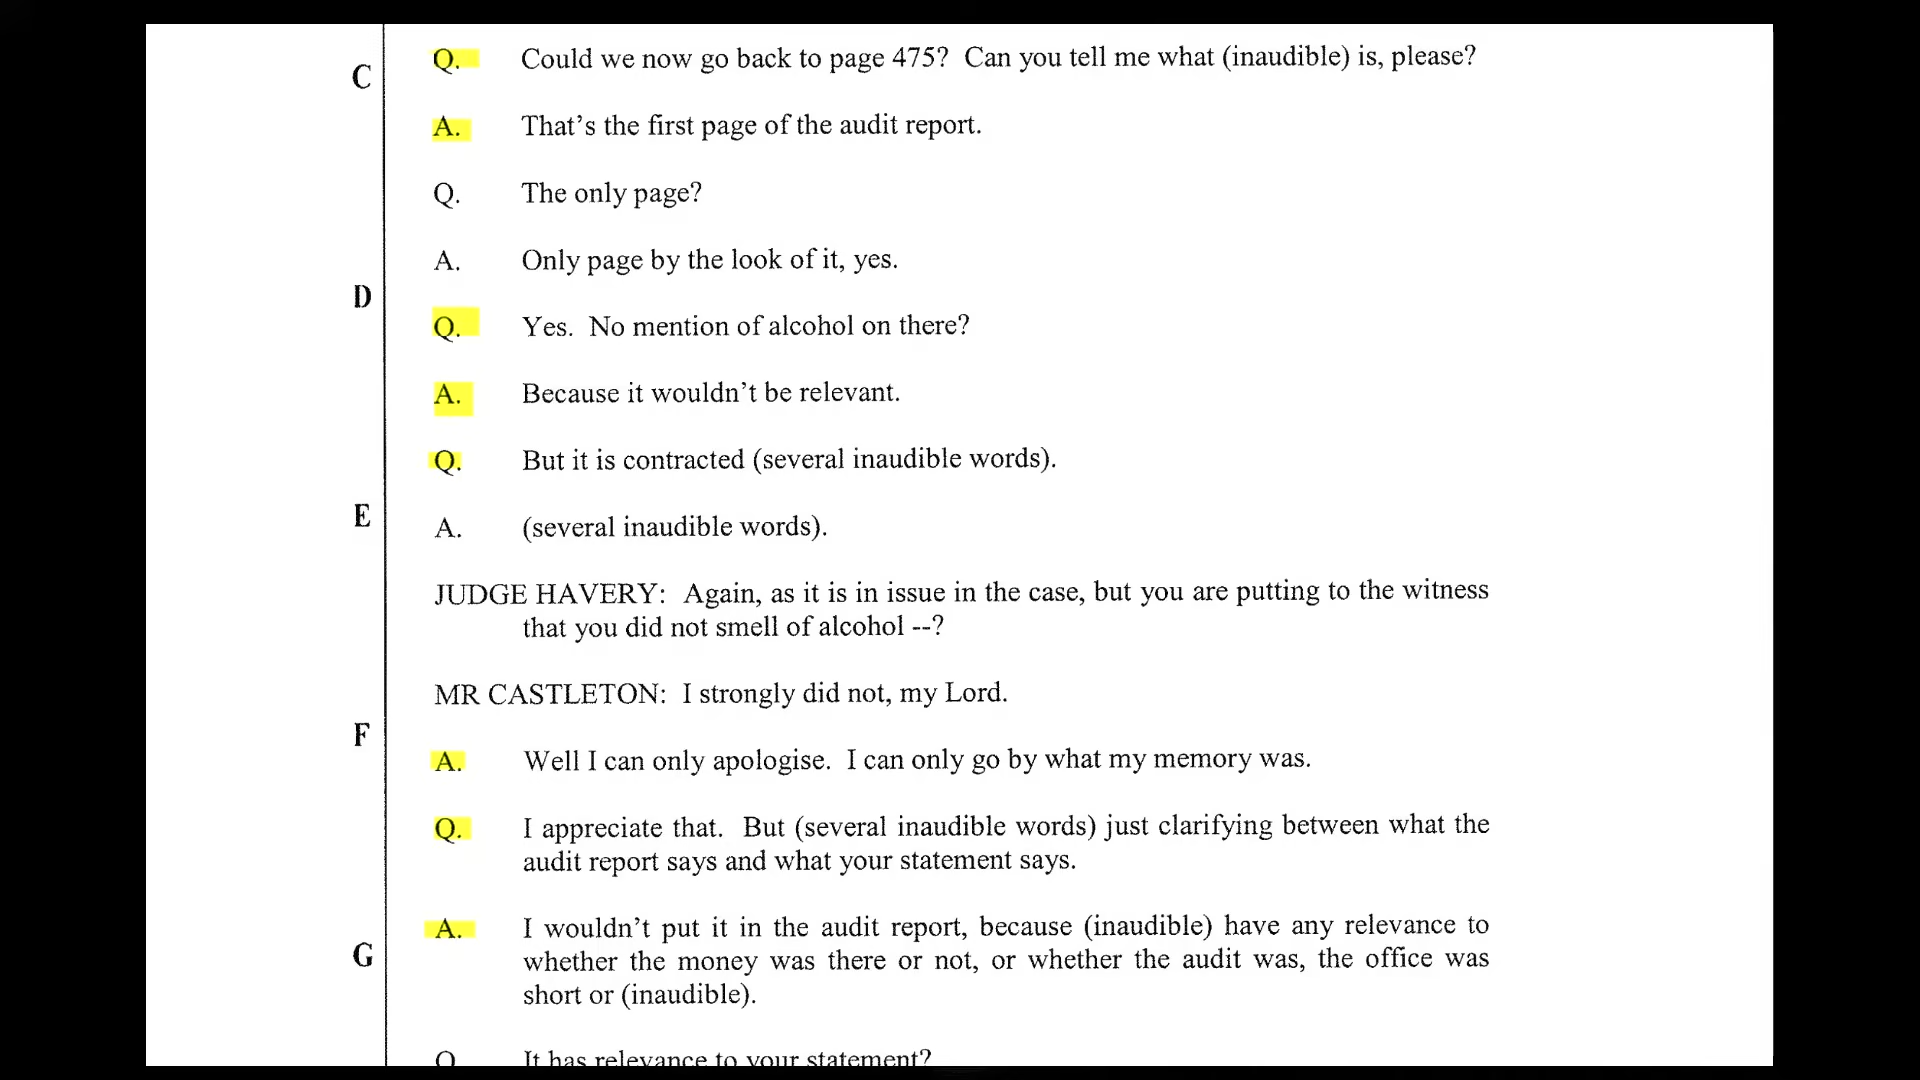 C
Q. Could we now go back to page 475? Can you tell me what (inaudible) is, please?
A. That's the first page of the audit report.
Q. The only page?
A. Only page by the look of it, yes.
D
Q. Yes. No mention of alcohol on there?
A. Because it wouldn't be relevant.
Q. But it is contracted (several inaudible words).
E
A. (several inaudible words).
JUDGE HAVERY: Again, as it is in issue in the case, but you are putting to the witness
that you did not smell of alcohol --?
MR CASTLETON: I strongly did not, my Lord.
F
A. Well I can only apologise. I can only go by what my memory was.
Q. I appreciate that. But (several inaudible words) just clarifying between what the
audit report says and what your statement says.
A. I wouldn't put it in the audit report, because (inaudible) have any relevance to
G
whether the money was there or not, or whether the audit was, the office was
short or (inaudible).
Q It has relevance to your statement?